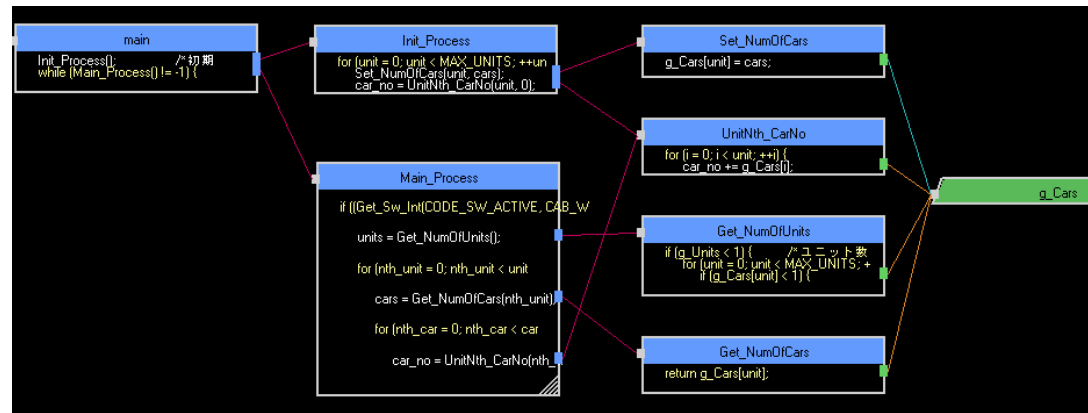 main
Init_Process(); /*初期
while (Main_Process() != -1) {
Init_Process
for (unit = 0; unit < MAX_UNITS; ++un
Set_NumOfCars(unit, cars);
car_no = UnitNth_CarNo(unit, 0);
Main_Process
if ((Get_Sw_Int(CODE_SW_ACTIVE, CAB_W
units = Get_NumOfUnits();
for (nth_unit = 0; nth_unit < unit
cars = Get_NumOfCars(nth_unit)
for (nth_car = 0; nth_car < car
car_no = UnitNth_CarNo(nth_
Set_NumOfCars
g_Cars[unit] = cars;
UnitNth_CarNo
for (i = 0; i < unit; ++i) {
car_no += g_Cars[i];
Get_NumOfUnits
if (g_Units < 1) { /*ユニット数
for (unit = 0; unit < MAX_UNITS; +
if (g_Cars[unit] < 1) {
Get_NumOfCars
return g_Cars[unit];
g_Cars